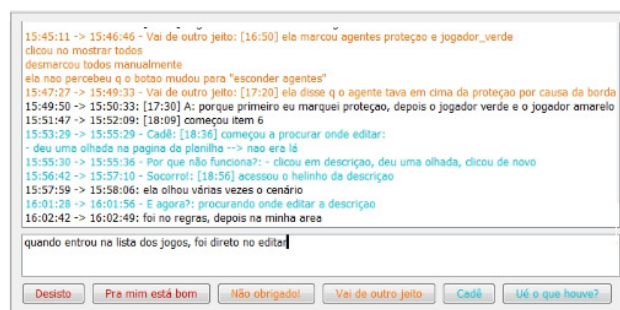 15:45:11 -> 15:46:46 - Vai de outro jeito: [16:50] ela marcou agentes proteçao e jogador_verde
clicou no mostrar todos
desmarcou todos manualmente
ela nao percebeu q o botao mudou para "esconder agentes"
15:47:27 -> 15:49:33 - Vai de outro jeito: [17:20] ela disse q o agente tava em cima da proteçao por causa da borda
15:49:50 -> 15:50:33: [17:30] A: porque primeiro eu marquei proteçao, depois o jogador verde e o jogador amarelo
15:51:47 -> 15:52:09: [18:09] começou item 6
15:53:29 -> 15:55:29 - Cadê: [18:36] começou a procurar onde editar:
- deu uma olhada na pagina da planilha --> nao era lá
15:55:30 -> 15:55:36 - Por que não funciona?: - clicou em descriçao, deu uma olhada, clicou de novo
15:56:42 -> 15:57:10 - Socorro!: [18:56] acessou o helinho da descriçao
15:57:59 -> 15:58:06: ela olhou várias vezes o cenário
16:01:28 -> 16:01:56 - E agora?: procurando onde editar a descriçao
16:02:42 -> 16:02:49: foi no regras, depois na minha area
quando entrou na lista dos jogos, foi direto no editar
Desisto Pra mim está bom Não obrigado! Vai de outro jeito Cadê Ué o que houve?